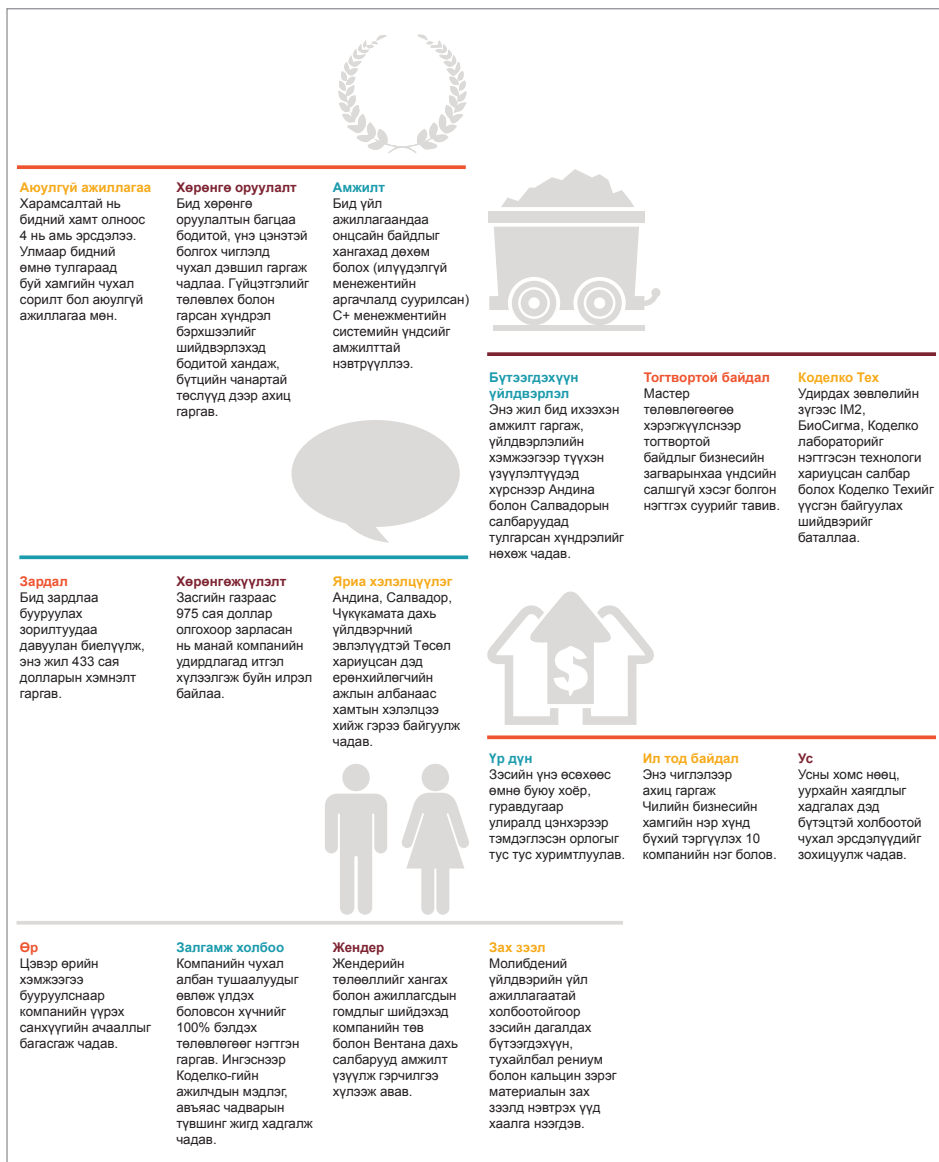 Аюулгүй ажиллагаа
Харамсалтай нь
бидний хамт олноос
4 нь амь эрсдэлээ.
Улмаар бидний
өмнө тулгараад
буй хамгийн чухал
сорилт бол аюулгүй
ажиллагаа мөн.
Хөрөнгө оруулалт
Бид хөрөнгө
оруулалтын багцаа
бодитой, үнэ цэнэтэй
болгох чиглэлд
чухал дэвшил гаргаж
чадлаа. Гүйцэтгэлийг
төлөвлөх болон
гарсан хүндрэл
бэрхшээлийг
шийдвэрлэхэд
бодитой хандаж,
бүтцийн чанартай
төслүүд дээр ахиц
гаргав.
Амжилт
Бид үйл
ажиллагаандаа
онцсайн байдлыг
хангахад дөхөм
болох (илүүдэлгүй
менежентийн
аргачлалд суурилсан)
С+ менежментийн
системийн үндсийг
амжилттай
нэвтрүүллээ.
Бүтээгдэхүүн
үйлдвэрлэл
Энэ жил бид ихээхэн
амжилт гаргаж,
үйлдвэрлэлийн
хэмжээгээр түүхэн
үзүүлэлтүүдэд
хүрснээр Андина
болон Салвадорын
салбаруудад
тулгарсан хүндрэлийг
нөхөж чадав.
Тогтвортой байдал
Мастер
төлөвлөгөөгөө
хэрэгжүүлснээр
тогтвортой
байдлыг бизнесийн
загварынхаа үндсийн
салшгүй хэсэг болгон
нэгтгэх суурийг тавив.
Коделко Тех
Удирдах зөвлөлийн
зүгээс IM2,
БиоСигма, Коделко
лабораторийг
нэгтгэсэн технологи
хариуцсан салбар
болох Коделко Техийг
үүсгэн байгуулах
шийдвэрийг
баталлаа.
Зардал
Бид зардлаа
бууруулах
зорилтуудаа
давуулан биелүүлж,
энэ жил 433 сая
долларын хэмнэлт
гаргав.
Хөрөнгөжүүлэлт
Засгийн газраас
975 сая доллар
олгохоор зарласан
нь манай компанийн
удирдлагад итгэл
хүлээлгэж буйн илрэл
байлаа.
Яриа хэлэлцүүлэг
Андина, Салвадор,
Чукукамата дахь
үйлдвэрчний
эвлэлүүдтэй Төсөл
хариуцсан дэд
ерөнхийлөгчийн
ажлын албанаас
хамтын хэлэлцээ
хийж гэрээ байгуулж
чадав.
Үр дүн
Зэсийн үнэ өсөхөөс
өмнө буюу хоёр,
гуравдугаар
улиралд цэнхэрээр
тэмдэглэсэн орлогыг
тус тус хуримтлуулав.
Ил тод байдал
Энэ чиглэлээр
ахиц гаргаж
Чилийн бизнесийн
хамгийн нэр хүнд
бүхий тэргүүлэх 10
компанийн нэг болов.
Ус
Усны хомс нөөц,
уурхайн хаягдлыг
хадгалах дэд
бүтэцтэй холбоотой
чухал эрсдэлүүдийг
зохицуулж чадав.
Өр
Цэвэр өрийн
хэмжээгээ
бууруулснаар
компанийн үүрэх
санхүүгийн ачааллыг
багасгаж чадав.
Залгамж холбоо
Компанийн чухал
албан тушаалуудыг
өвлөж үлдэх
боловсон хүчнийг
100% бэлдэх
төлөвлөгөөг нэгтгэн
гаргав. Ингэснээр
Коделко-гийн
ажилчдын мэдлэг,
авъяас чадварын
түвшинг жигд хадгалж
чадав.
Жендер
Жендерийн
төлөөллийг хангах
болон ажиллагсдын
гомдлыг шийдэхэд
компанийн төв
болон Вентана дахь
салбарууд амжилт
үзүүлж гэрчилгээ
хүлээж авав.
Зах зээл
Молибдений
үйлдвэрийн үйл
ажиллагаатай
холбоотойгоор
зэсийн дагалдах
бүтээгдэхүүн,
тухайлбал рениум
болон кальцин зэрэг
материалын зах
зээлд нэвтрэх үүд
хаалга нээгдэв.